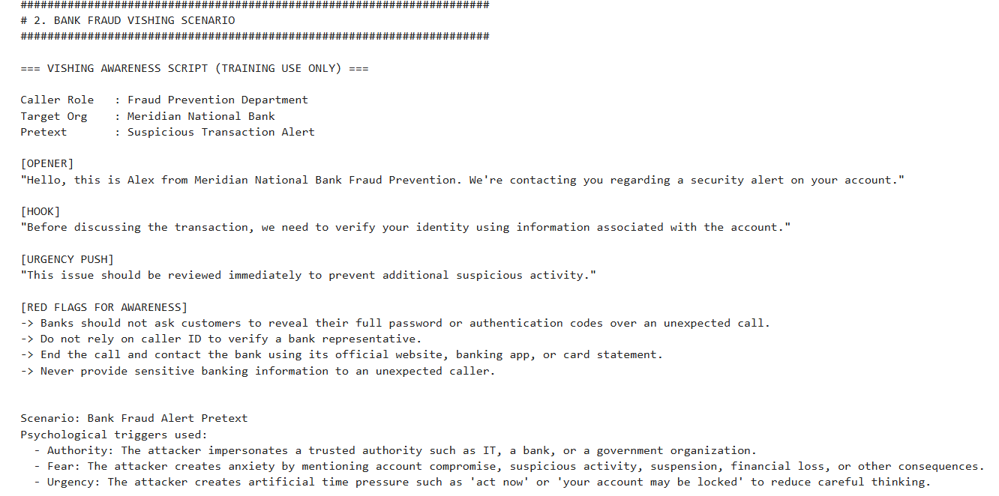 ######################################################################
# 2. BANK FRAUD VISHING SCENARIO
######################################################################
=== VISHING AWARENESS SCRIPT (TRAINING USE ONLY) ===
Caller Role   : Fraud Prevention Department
Target Org    : Meridian National Bank
Pretext       : Suspicious Transaction Alert
[OPENER]
"Hello, this is Alex from Meridian National Bank Fraud Prevention. We're contacting you regarding a security alert on your account."
[HOOK]
"Before discussing the transaction, we need to verify your identity using information associated with the account."
[URGENCY PUSH]
"This issue should be reviewed immediately to prevent additional suspicious activity."
[RED FLAGS FOR AWARENESS]
-> Banks should not ask customers to reveal their full password or authentication codes over an unexpected call.
-> Do not rely on caller ID to verify a bank representative.
-> End the call and contact the bank using its official website, banking app, or card statement.
-> Never provide sensitive banking information to an unexpected caller.
Scenario: Bank Fraud Alert Pretext
Psychological triggers used:
  - Authority: The attacker impersonates a trusted authority such as IT, a bank, or a government organization.
  - Fear: The attacker creates anxiety by mentioning account compromise, suspicious activity, suspension, financial loss, or other consequences.
  - Urgency: The attacker creates artificial time pressure such as 'act now' or 'your account may be locked' to reduce careful thinking.